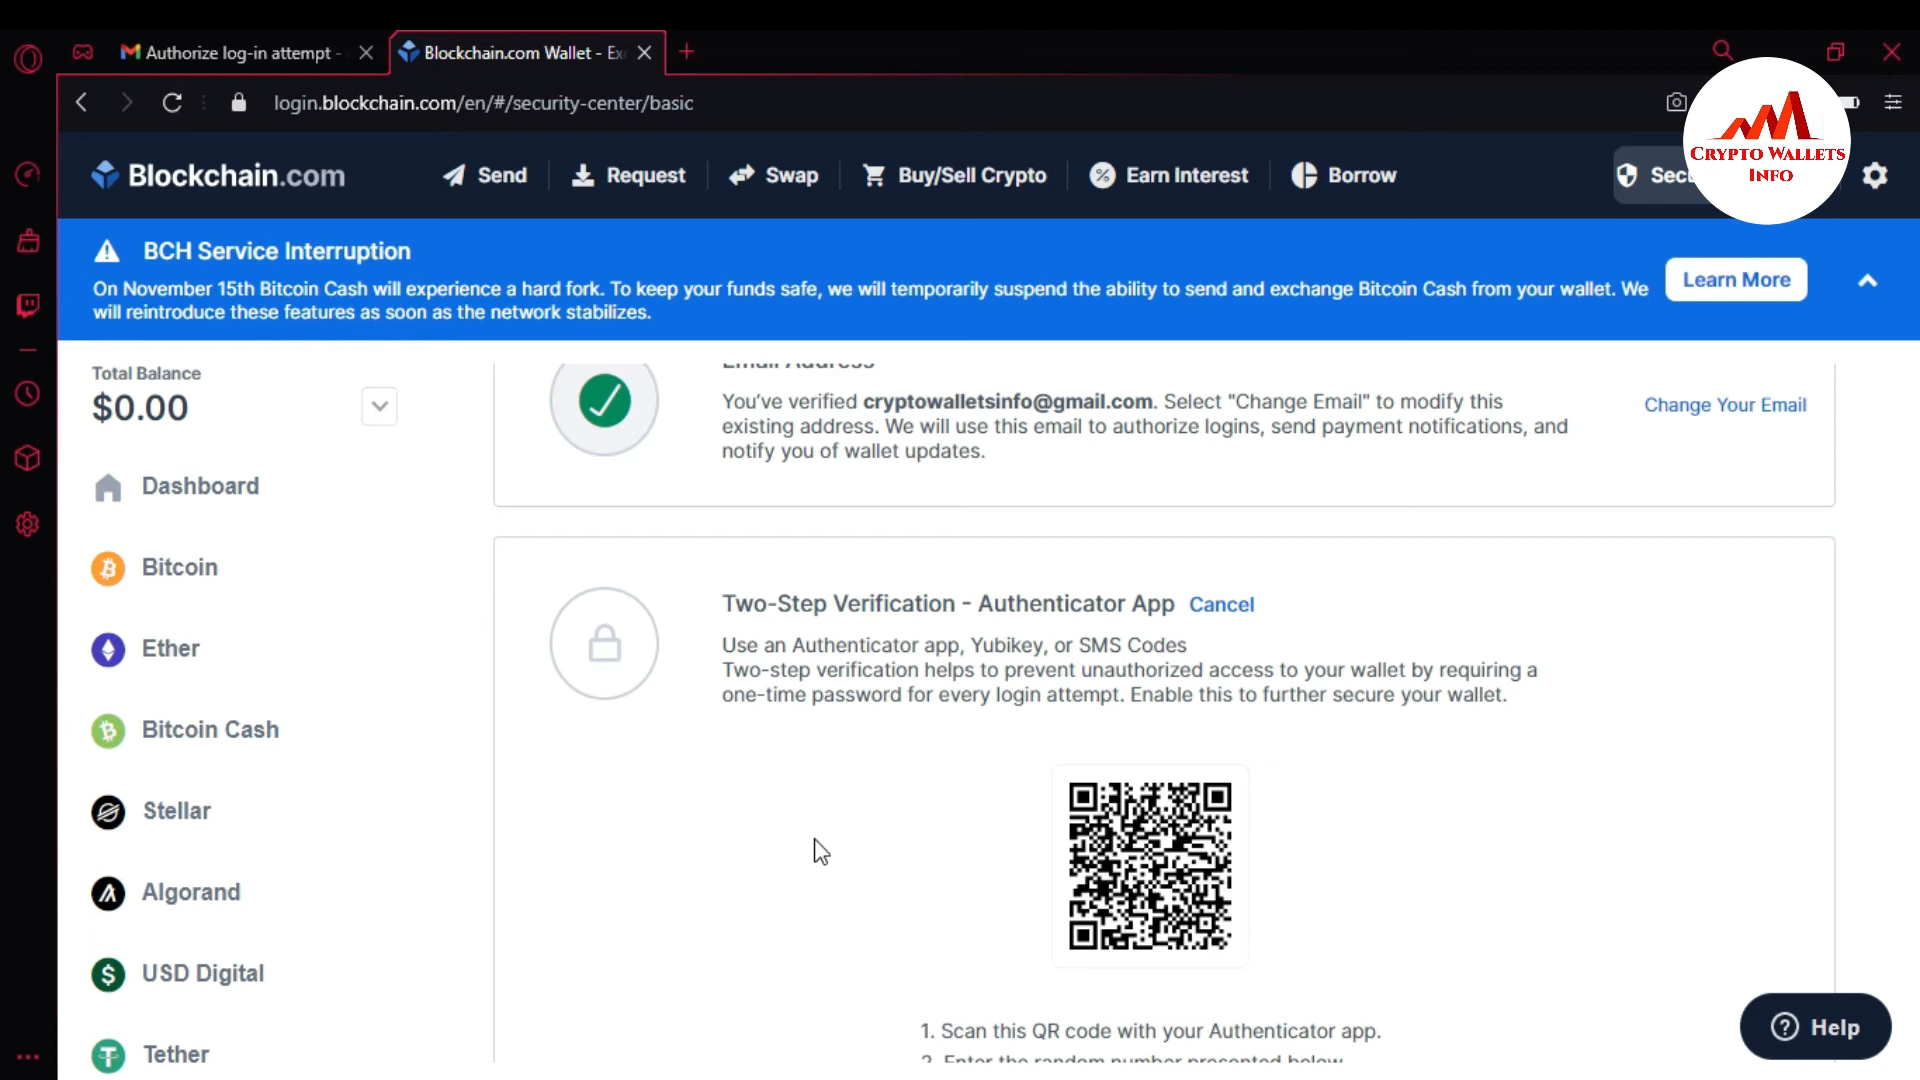 Authorize log-in attempt -
Blockchain.com Wallet - Ex
login.blockchain.com/en/#/security-center/basic
Blockchain.com
Send
Request
Swap
Buy/Sell Crypto
Earn Interest
Borrow
Sec
CRYPTO WALLETS
INFO
BCH Service Interruption
On November 15th Bitcoin Cash will experience a hard fork. To keep your funds safe, we will temporarily suspend the ability to send and exchange Bitcoin Cash from your wallet. We
will reintroduce these features as soon as the network stabilizes.
Learn More
Total Balance
$0.00
Dashboard
Bitcoin
Ether
Bitcoin Cash
Stellar
Algorand
USD Digital
Tether
Email Address
You've verified cryptowalletsinfo@gmail.com. Select "Change Email" to modify this
existing address. We will use this email to authorize logins, send payment notifications, and
notify you of wallet updates.
Change Your Email
Two-Step Verification - Authenticator App Cancel
Use an Authenticator app, Yubikey, or SMS Codes
Two-step verification helps to prevent unauthorized access to your wallet by requiring a
one-time password for every login attempt. Enable this to further secure your wallet.
1. Scan this QR code with your Authenticator app.
2. Enter the random number presented below.
Help